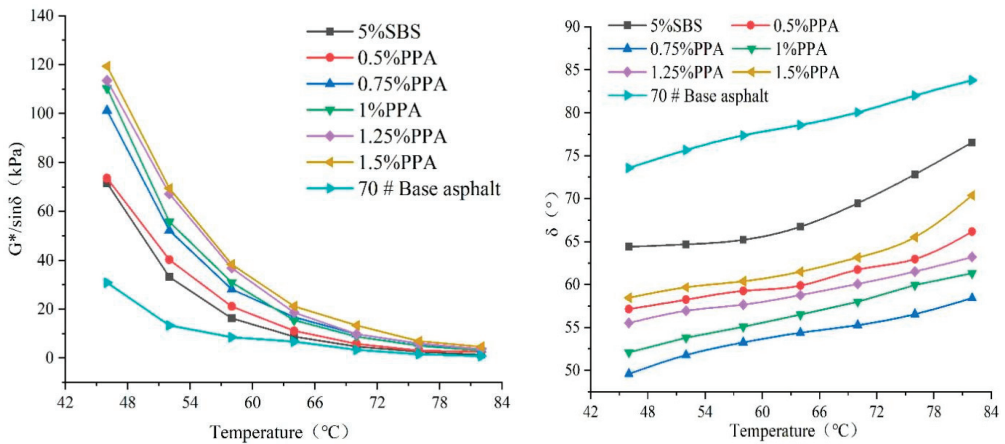 140
120
100
80
60
40
20
0
G*/sinδ（kPa）
5%SBS
0.5%PPA
0.75%PPA
1%PPA
1.25%PPA
1.5%PPA
70 # Base asphalt
42 48 54 60 66 72 78 84
Temperature（℃）
90
85
80
75
70
65
60
55
50
δ（°）
5%SBS 0.5%PPA
0.75%PPA 1%PPA
1.25%PPA 1.5%PPA
70 # Base asphalt
42 48 54 60 66 72 78 84
Temperature（℃）